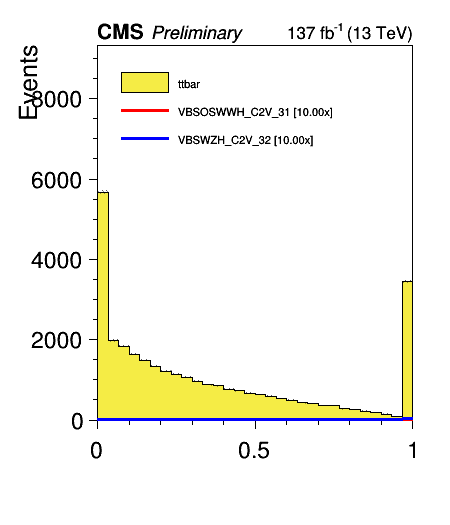 CMS Preliminary 137 fb⁻¹ (13 TeV)
Events
ttbar
VBSOSWWH_C2V_31 [10.00x]
VBSWZH_C2V_32 [10.00x]
8000
6000
4000
2000
0
0 0.5 1